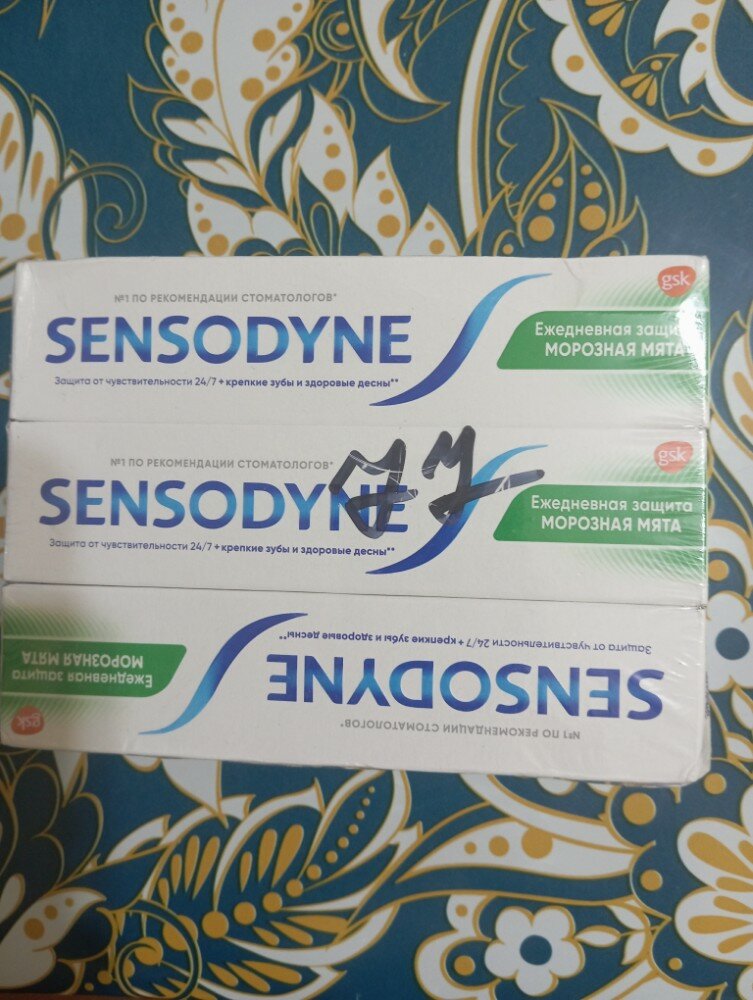 №1 ПО РЕКОМЕНДАЦИИ СТОМАТОЛОГОВ*
gsk
SENSODYNE
Ежедневная защита
МОРОЗНАЯ МЯТА
Защита от чувствительности 24/7 + крепкие зубы и здоровые десны**
№1 ПО РЕКОМЕНДАЦИИ СТОМАТОЛОГОВ*
gsk
SENSODYNE
77
Ежедневная защита
МОРОЗНАЯ МЯТА
Защита от чувствительности 24/7 + крепкие зубы и здоровые десны**
№1 ПО РЕКОМЕНДАЦИИ СТОМАТОЛОГОВ*
gsk
SENSODYNE
Ежедневная защита
МОРОЗНАЯ МЯТА
Защита от чувствительности 24/7 + крепкие зубы и здоровые десны**